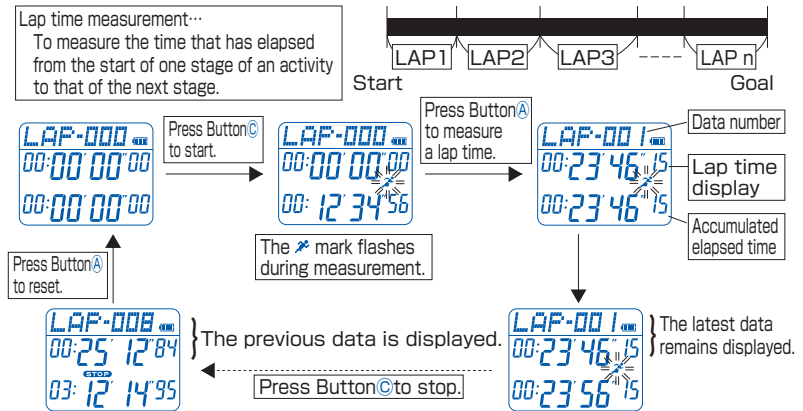 Lap time measurement…
To measure the time that has elapsed
from the start of one stage of an activity
to that of the next stage.
LAP1
LAP2
LAP3
LAP n
Start
Goal
LAP-000
00:00'00"00
00:00'00"00
Press ButtonⒸ
to start.
LAP-000
00:00'00"00
00:12'34"56
The mark flashes
during measurement.
Press ButtonⒶ
to measure
a lap time.
LAP-001
00:23'46"15
00:23'46"15
Data number
Lap time
display
Accumulated
elapsed time
LAP-001
00:23'46"15
00:23'56"15
The latest data
remains displayed.
Press ButtonⒸto stop.
LAP-008
00:25'12"84
STOP
03:12'14"95
The previous data is displayed.
Press ButtonⒶ
to reset.